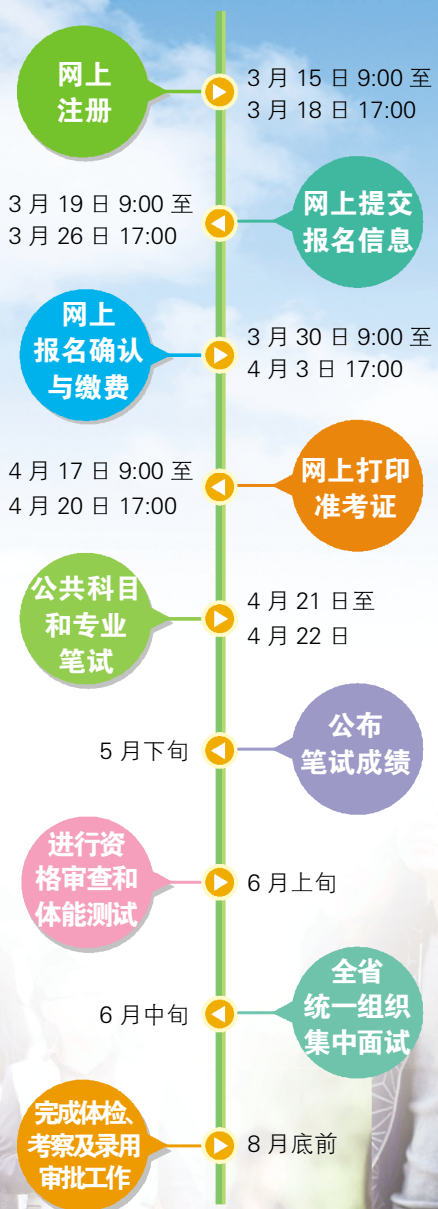 网上
注册
3 月 15 日 9:00 至
3 月 18 日 17:00
3 月 19 日 9:00 至
3 月 26 日 17:00
网上提交
报名信息
网上
报名确认
与缴费
3 月 30 日 9:00 至
4 月 3 日 17:00
4 月 17 日 9:00 至
4 月 20 日 17:00
网上打印
准考证
公共科目
和专业
笔试
4 月 21 日至
4 月 22 日
5 月下旬
公布
笔试成绩
进行资
格审查和
体能测试
6 月上旬
6 月中旬
全省
统一组织
集中面试
完成体检、
考察及录用
审批工作
8 月底前